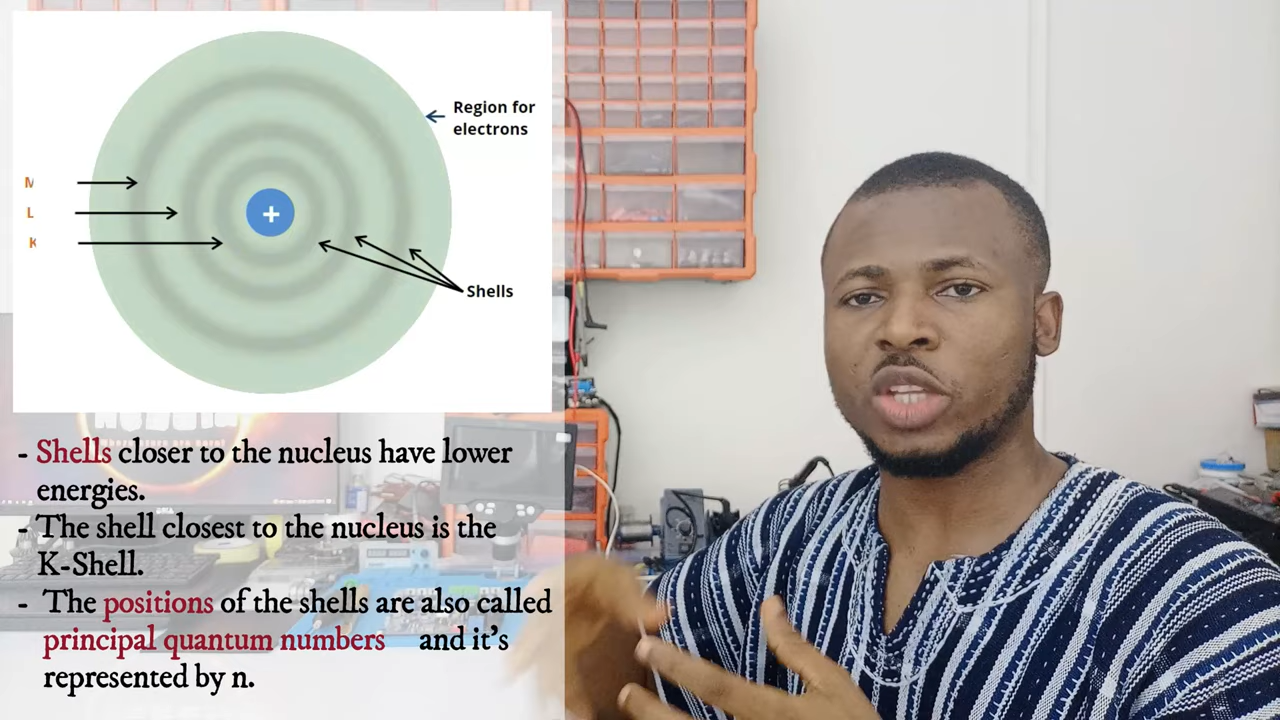 Region for
electrons
M
L
K
Shells
- Shells closer to the nucleus have lower
energies.
- The shell closest to the nucleus is the
K-Shell.
- The positions of the shells are also called
principal quantum numbers and it's
represented by n.